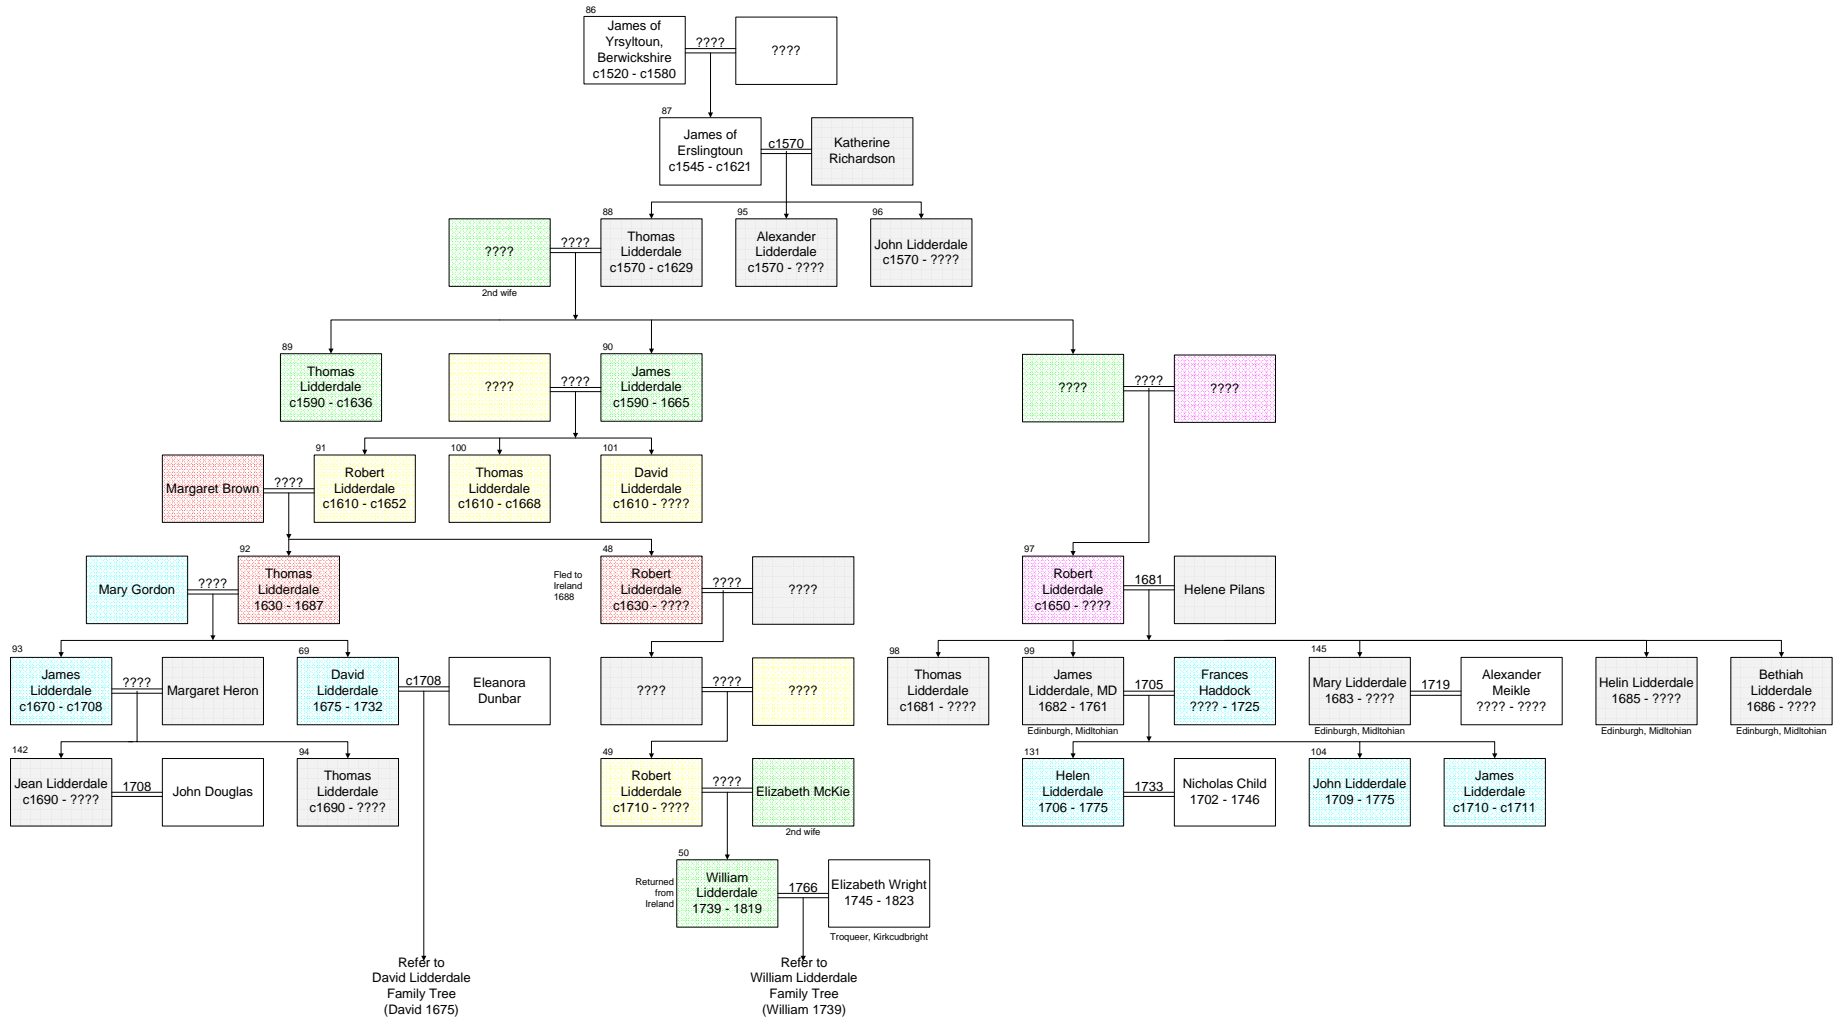 86
James of
Yrsyltoun,
Berwickshire
c1520 - c1580
????
????
87
James of
Erslingtoun
c1545 - c1621
c1570
Katherine
Richardson
????
2nd wife
????
88
Thomas
Lidderdale
c1570 - c1629
95
Alexander
Lidderdale
c1570 - ????
96
John Lidderdale
c1570 - ????
89
Thomas
Lidderdale
c1590 - c1636
????
????
90
James
Lidderdale
c1590 - 1665
????
????
????
Margaret Brown
????
91
Robert
Lidderdale
c1610 - c1652
100
Thomas
Lidderdale
c1610 - c1668
101
David
Lidderdale
c1610 - ????
Mary Gordon
????
92
Thomas
Lidderdale
1630 - 1687
Fled to
Ireland
1688
48
Robert
Lidderdale
c1630 - ????
????
????
97
Robert
Lidderdale
c1650 - ????
1681
Helene Pilans
93
James
Lidderdale
c1670 - c1708
????
Margaret Heron
69
David
Lidderdale
1675 - 1732
c1708
Eleanora
Dunbar
????
????
????
98
Thomas
Lidderdale
c1681 - ????
99
James
Lidderdale, MD
1682 - 1761
Edinburgh, Midltohian
1705
Frances
Haddock
???? - 1725
145
Mary Lidderdale
1683 - ????
Edinburgh, Midltohian
1719
Alexander
Meikle
???? - ????
Helin Lidderdale
1685 - ????
Edinburgh, Midltohian
Bethiah
Lidderdale
1686 - ????
Edinburgh, Midltohian
142
Jean Lidderdale
c1690 - ????
1708
John Douglas
94
Thomas
Lidderdale
c1690 - ????
49
Robert
Lidderdale
c1710 - ????
????
Elizabeth McKie
2nd wife
131
Helen
Lidderdale
1706 - 1775
1733
Nicholas Child
1702 - 1746
104
John Lidderdale
1709 - 1775
James
Lidderdale
c1710 - c1711
Returned
from
Ireland
50
William
Lidderdale
1739 - 1819
1766
Elizabeth Wright
1745 - 1823
Troqueer, Kirkcudbright
Refer to
David Lidderdale
Family Tree
(David 1675)
Refer to
William Lidderdale
Family Tree
(William 1739)